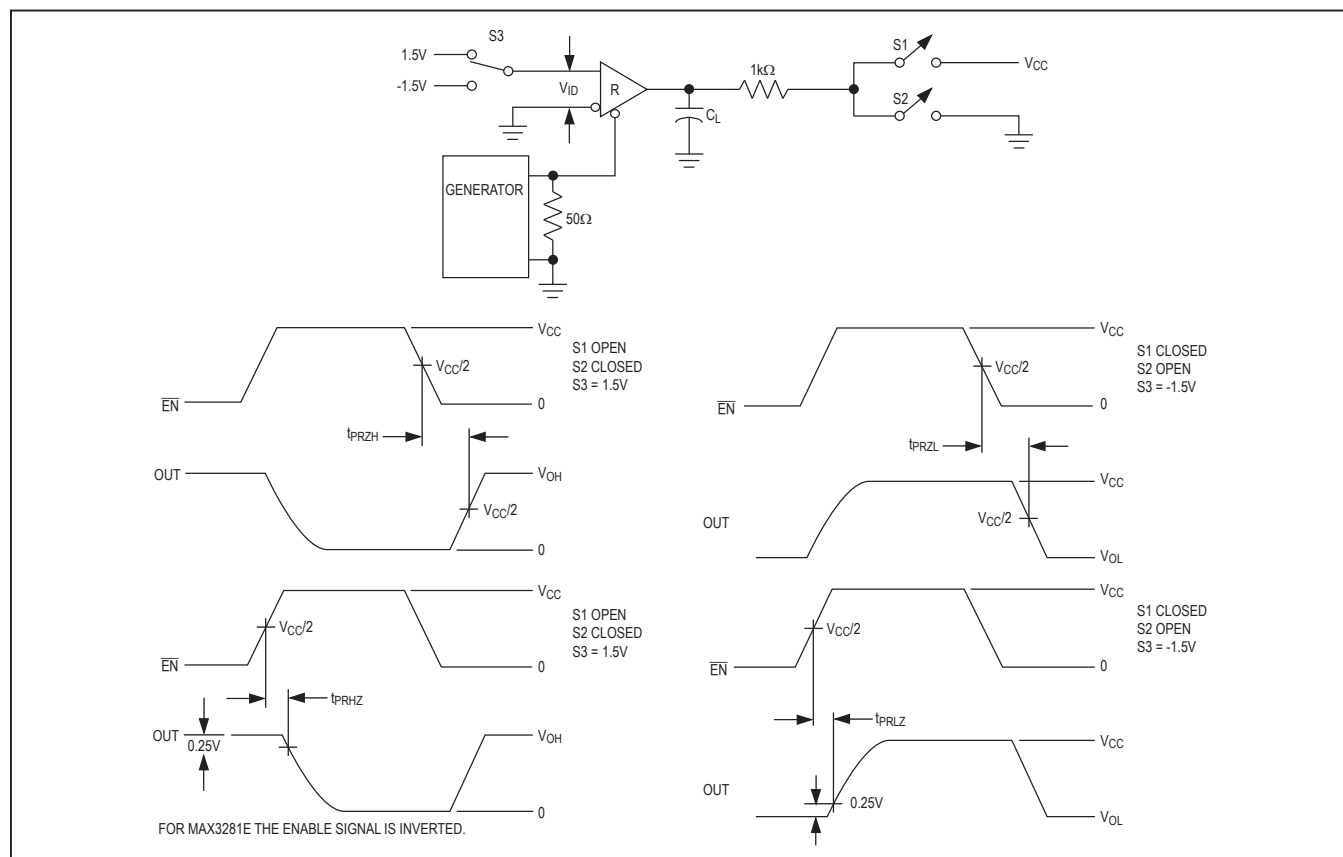 S3
1.5V
-1.5V
VID
R
CL
1kΩ
S1
VCC
S2
GENERATOR
50Ω
VCC
VCC/2
S1 OPEN
S2 CLOSED
S3 = 1.5V
EN
0
tPRZH
OUT
VOH
VCC/2
0
VCC
VCC/2
S1 CLOSED
S2 OPEN
S3 = -1.5V
EN
0
tPRZL
VCC
VCC/2
OUT
VOL
VCC
VCC/2
S1 OPEN
S2 CLOSED
S3 = 1.5V
EN
0
tPRHZ
OUT
0.25V
VOH
0
VCC
VCC/2
S1 CLOSED
S2 OPEN
S3 = -1.5V
EN
0
tPRLZ
VCC
OUT
0.25V
VOL
FOR MAX3281E THE ENABLE SIGNAL IS INVERTED.